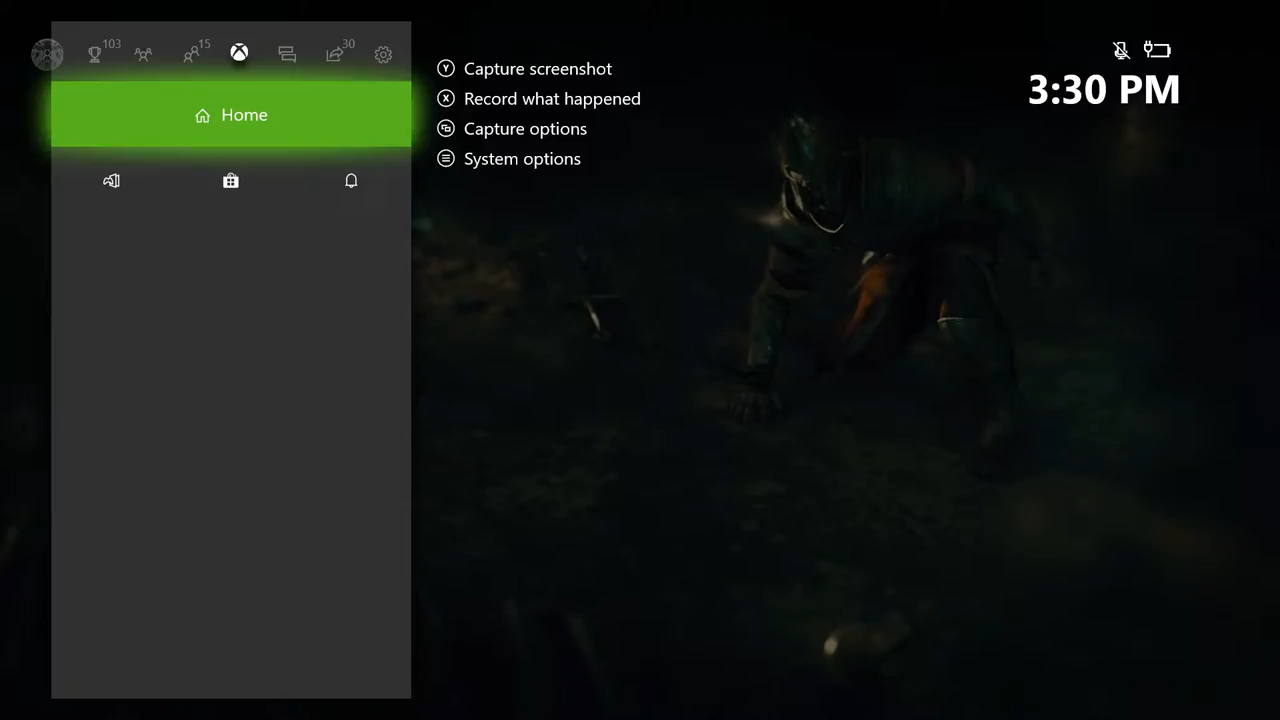 103
15
30
Home
Y Capture screenshot
X Record what happened
Capture options
System options
3:30 PM